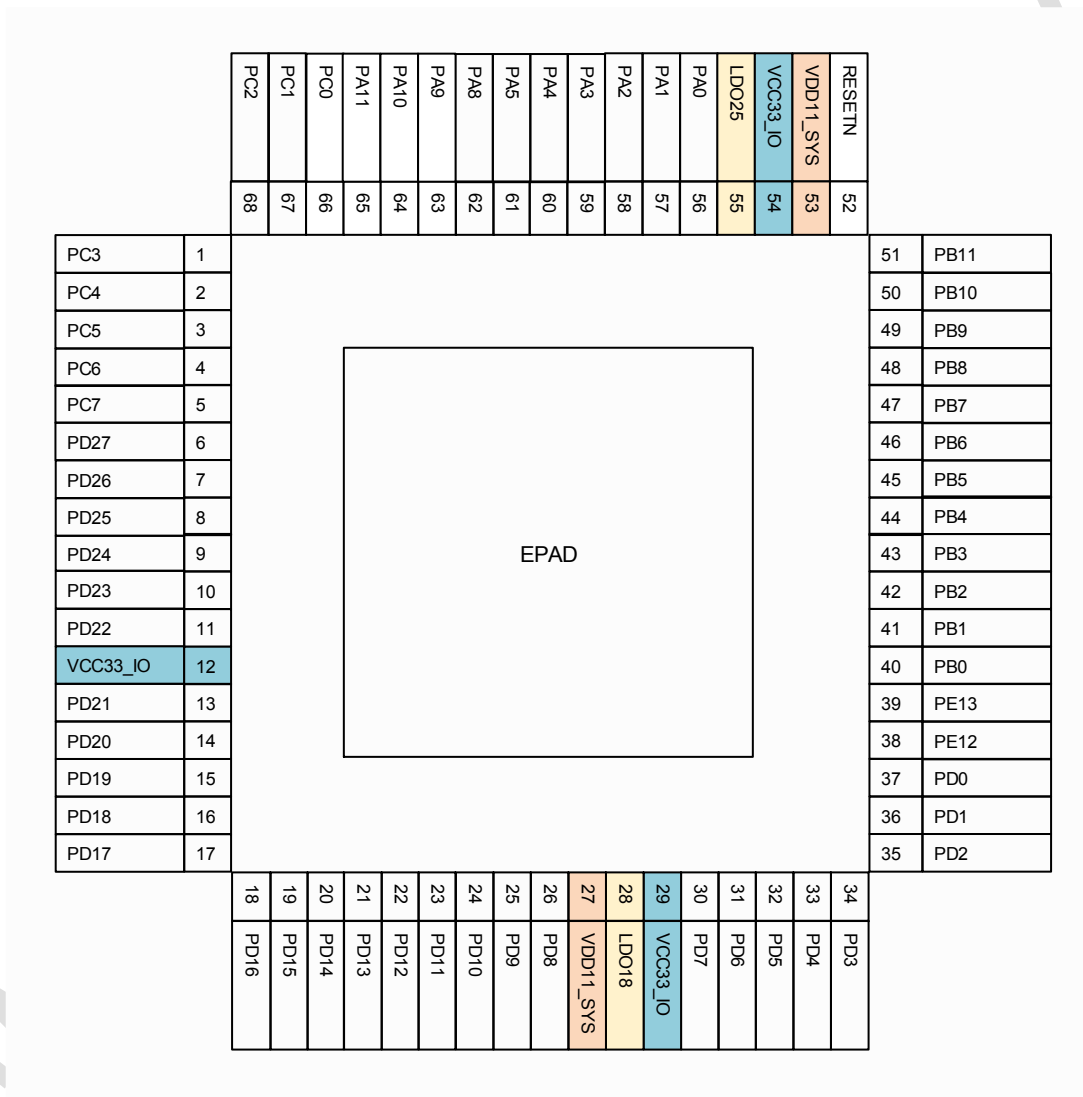 PC2 PC1 PC0 PA11 PA10 PA9 PA8 PA5 PA4 PA3 PA2 PA1 PA0 LDO25 VCC33_IO VDD11_SYS RESETN
68 67 66 65 64 63 62 61 60 59 58 57 56 55 54 53 52
PC3 1 51 PB11
PC4 2 50 PB10
PC5 3 49 PB9
PC6 4 48 PB8
PC7 5 47 PB7
PD27 6 46 PB6
PD26 7 45 PB5
PD25 8 44 PB4
PD24 9 EPAD 43 PB3
PD23 10 42 PB2
PD22 11 41 PB1
VCC33_IO 12 40 PB0
PD21 13 39 PE13
PD20 14 38 PE12
PD19 15 37 PD0
PD18 16 36 PD1
PD17 17 35 PD2
18 19 20 21 22 23 24 25 26 27 28 29 30 31 32 33 34
PD16 PD15 PD14 PD13 PD12 PD11 PD10 PD9 PD8 VDD11_SYS LDO18 VCC33_IO PD7 PD6 PD5 PD4 PD3